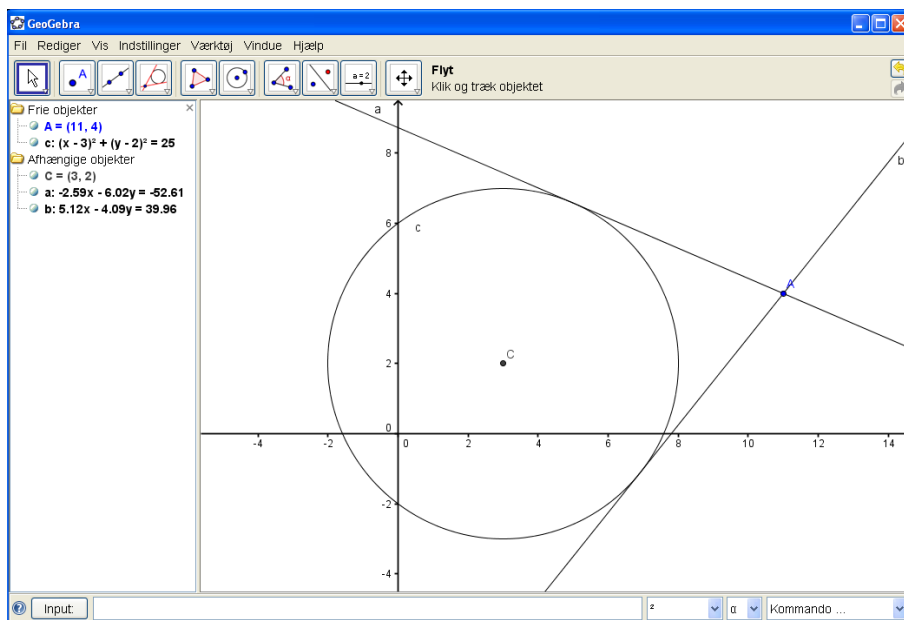 GeoGebra
Fil Rediger Vis Indstillinger Værktøj Vindue Hjælp
A
α
a=2
Flyt
Klik og træk objektet
Frie objekter
A = (11, 4)
c: (x - 3)² + (y - 2)² = 25
Afhængige objekter
C = (3, 2)
a: -2.59x - 6.02y = -52.61
b: 5.12x - 4.09y = 39.96
a
8
b
6
c
4
A
2
C
0
-4 -2 0 2 4 6 8 10 12 14
-2
-4
Input:
²
α
Kommando ...